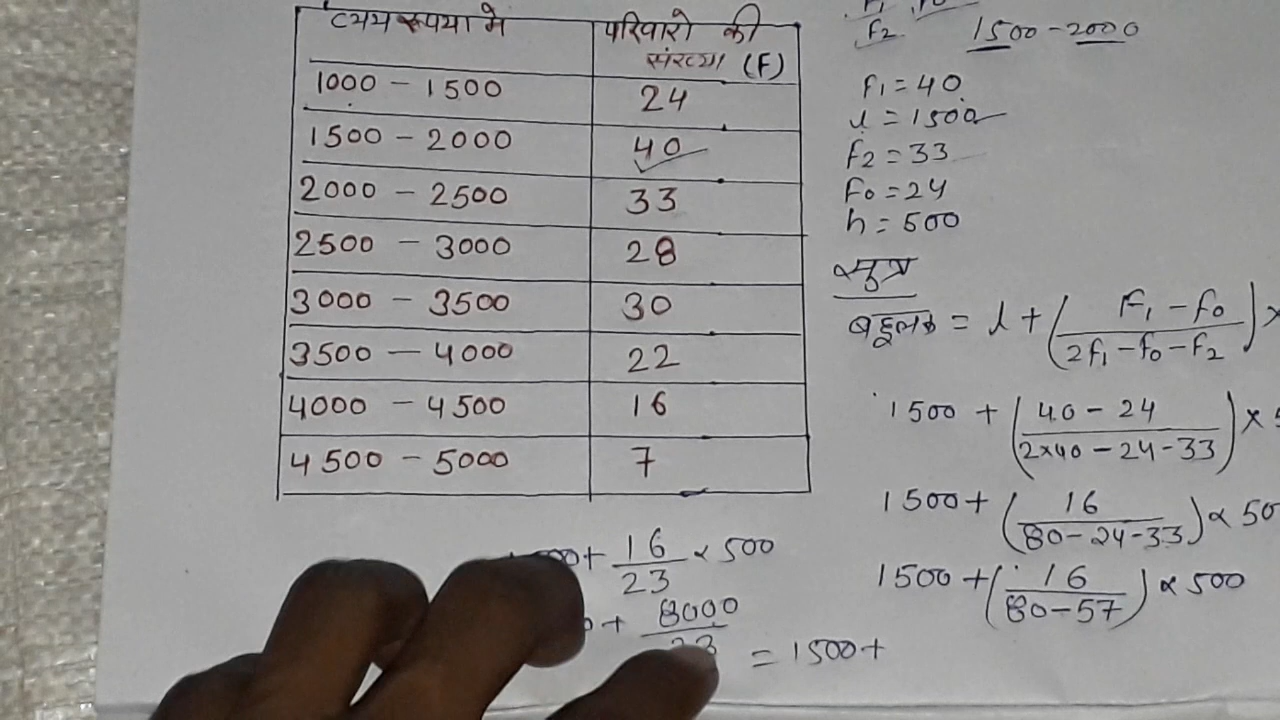 व्यय रूपया मे	परिवारो की संख्या (F)
1000 - 1500	24
1500 - 2000	40
2000 - 2500	33
2500 - 3000	28
3000 - 3500	30
3500 - 4000	22
4000 - 4500	16
4500 - 5000	7
F2 1500-2000
F1 = 40
l = 1500
F2 = 33
F0 = 24
h = 500
सुत्र
बहुलक = l + (F1 - f0 / 2f1 - f0 - f2) ×
1500 + (40 - 24 / 2×40 - 24 - 33) ×
1500 + (16 / 80 - 24 - 33) × 50
1500 + (16 / 80 - 57) × 500
+ 16 / 23 × 500
+ 8000
= 1500 +